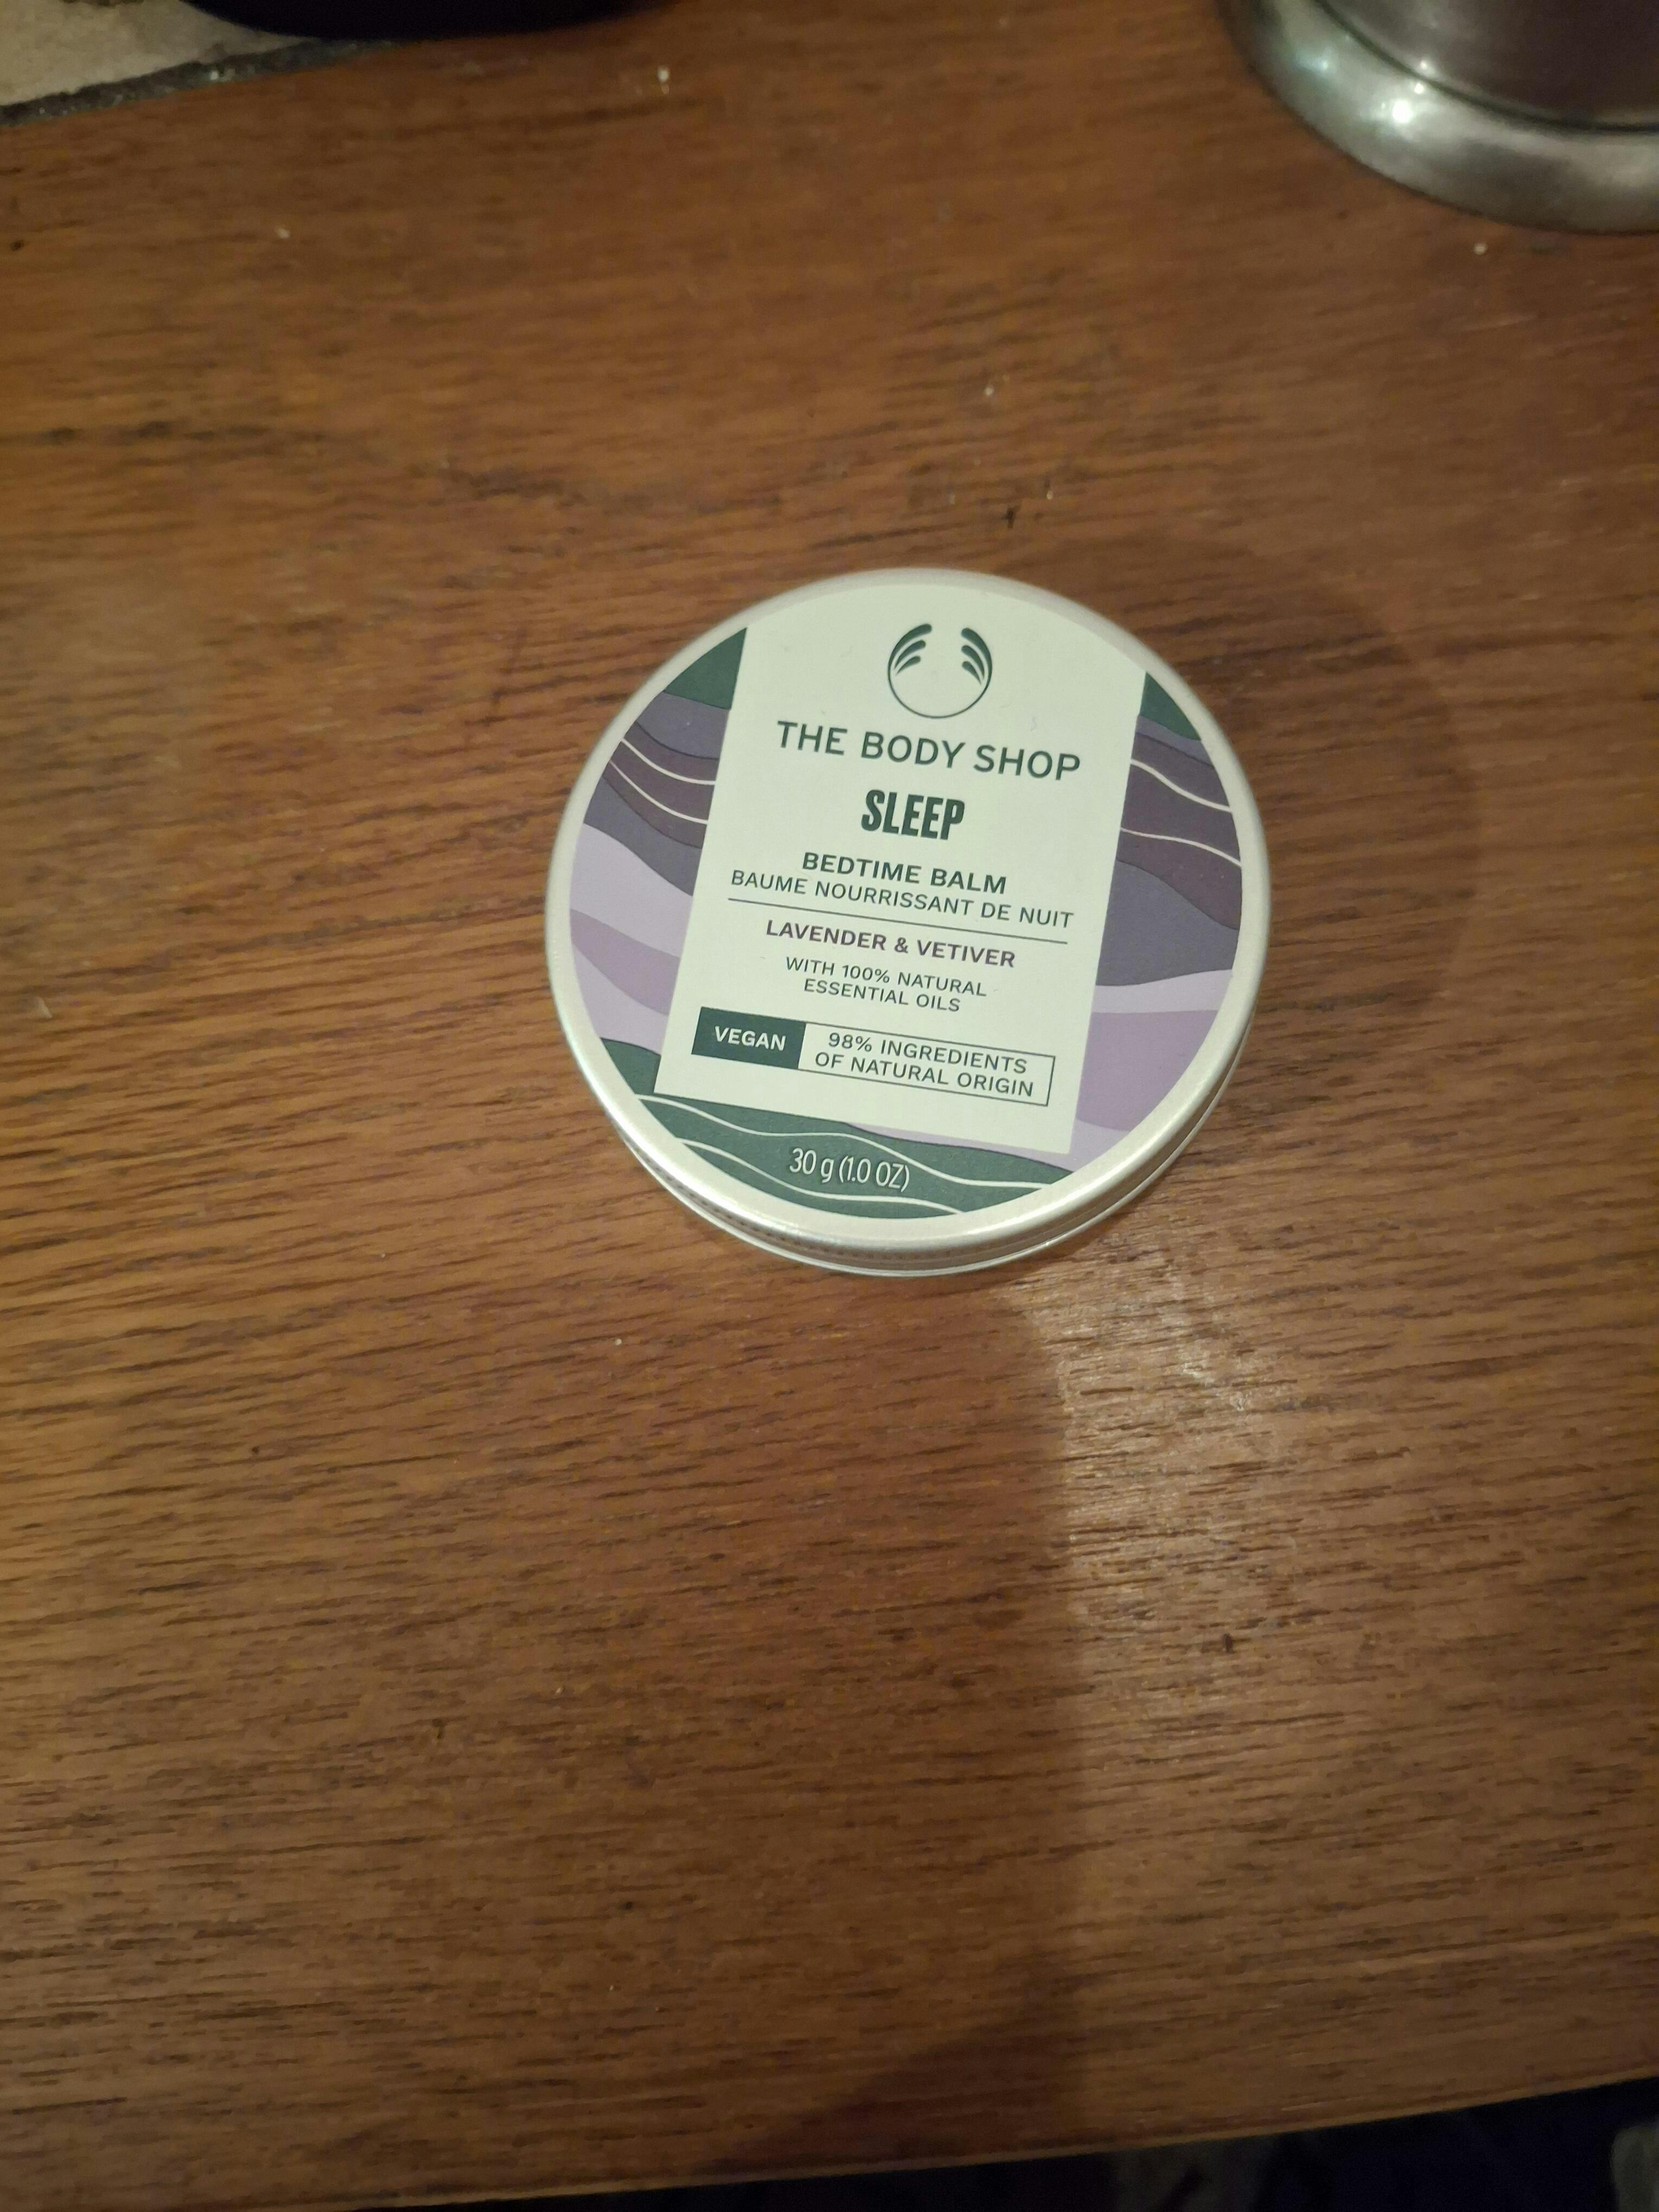 THE BODY SHOP
SLEEP
BEDTIME BALM
BAUME NOURRISSANT DE NUIT
LAVENDER & VETIVER
WITH 100% NATURAL
ESSENTIAL OILS
VEGAN
98% INGREDIENTS
OF NATURAL ORIGIN
30 g (1.0 OZ)